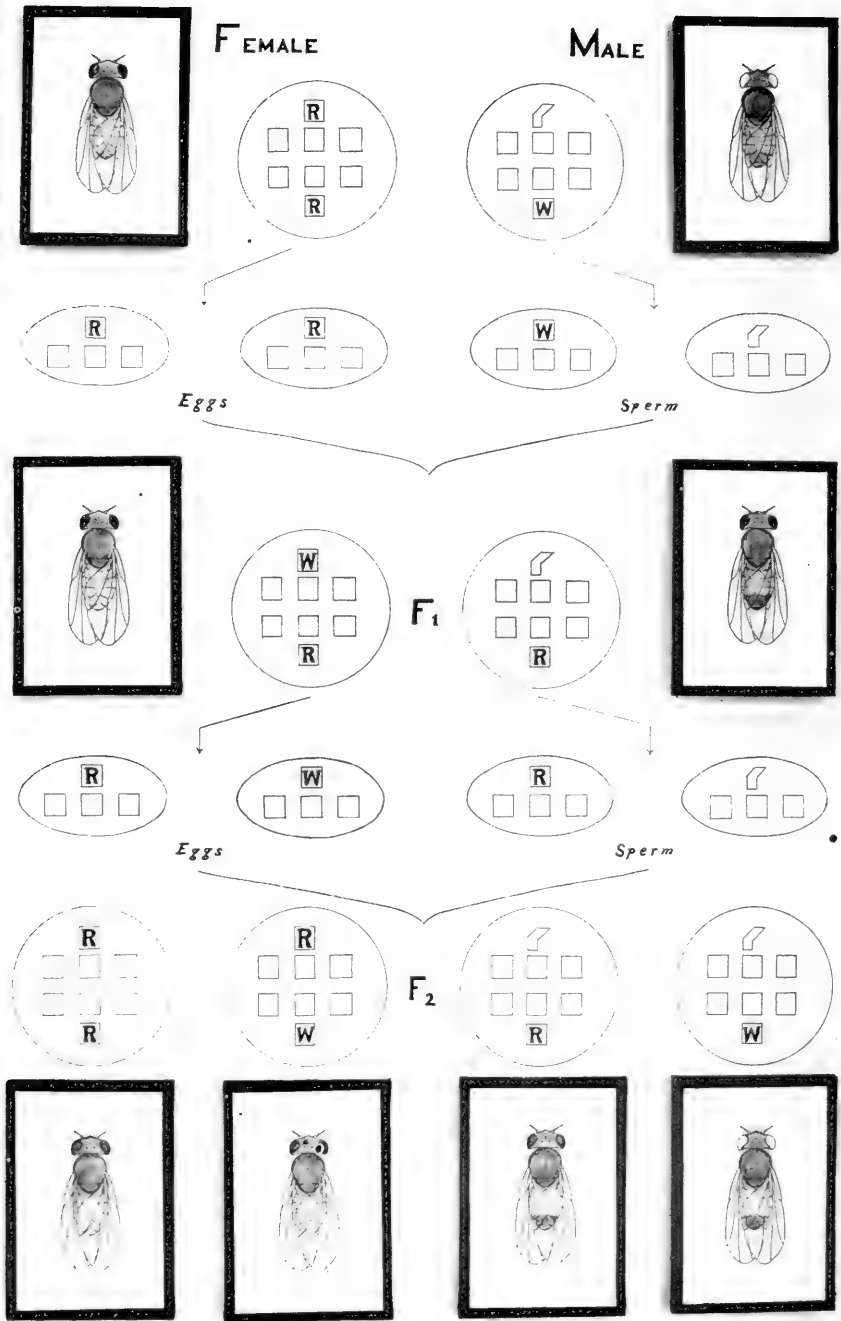 FEMALE MALE
R
R
W
R R W
Eggs Sperm
W
F1
R R
R W R
Eggs Sperm
R R
F2
R W R W